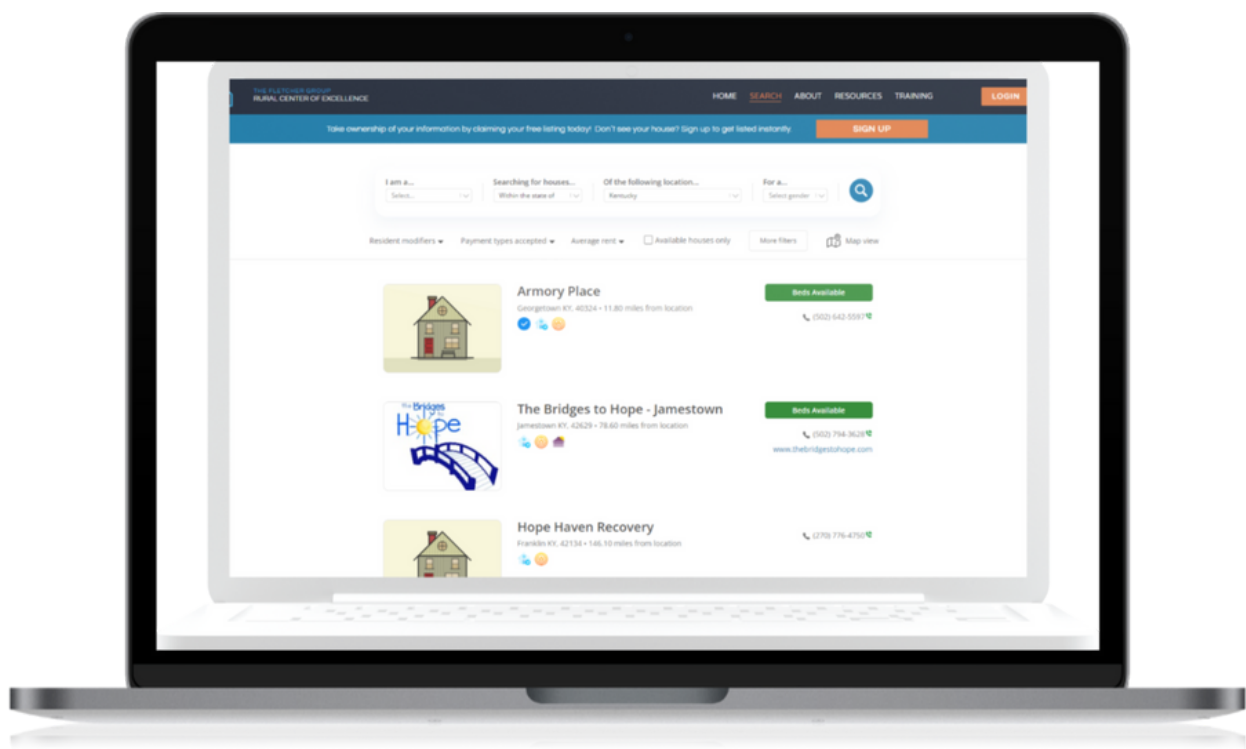 THE FLETCHER GROUP
RURAL CENTER OF EXCELLENCE
HOME SEARCH ABOUT RESOURCES TRAINING LOGIN
Take ownership of your information by claiming your free listing today! Don't see your house? Sign up to get listed instantly. SIGN UP
I am a... Searching for houses... Of the following location... For a...
Select... Within the state of Kentucky Select gender
Resident modifiers Payment types accepted Average rent Available houses only More filters Map view
Armory Place Beds Available
Georgetown KY, 40324 • 11.80 miles from location
(502) 642-5597
The Bridges to Hope
The Bridges to Hope - Jamestown Beds Available
Jamestown KY, 42629 • 78.60 miles from location
(502) 794-3628
www.thebridgestohope.com
Hope Haven Recovery
Franklin KY, 42134 • 146.10 miles from location
(270) 776-4750